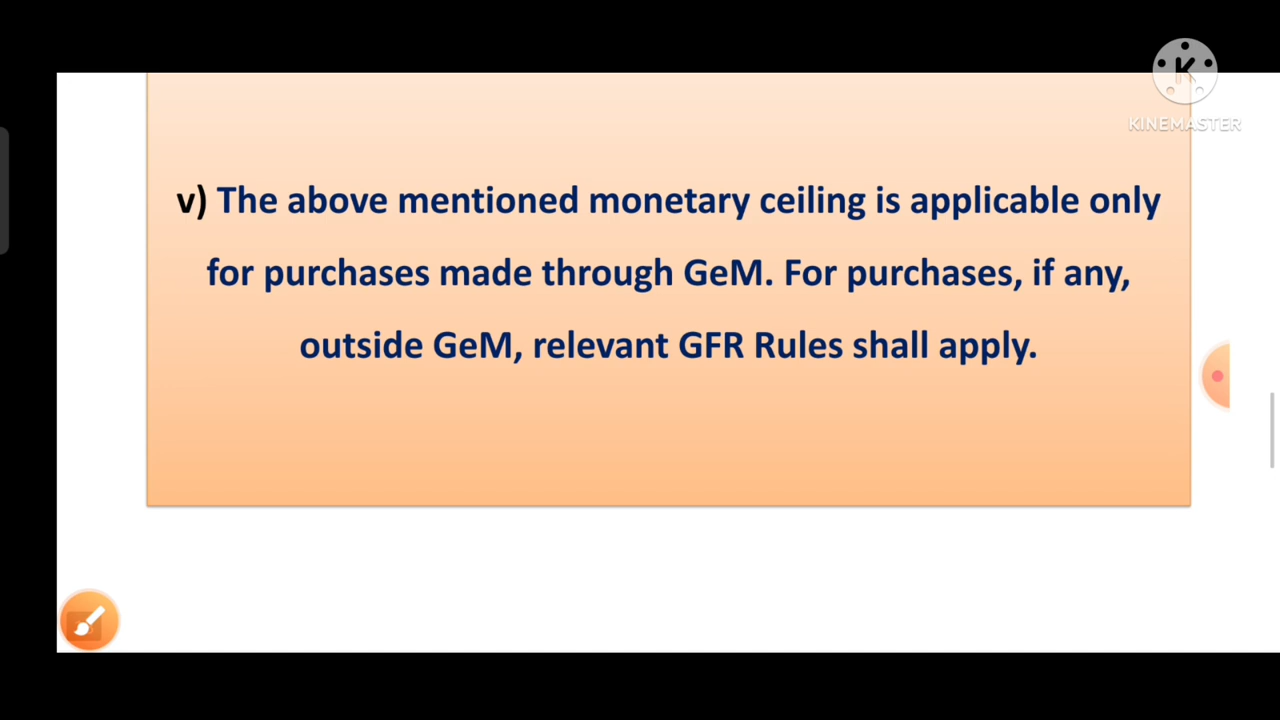 KINEMASTER
v) The above mentioned monetary ceiling is applicable only
for purchases made through GeM. For purchases, if any,
outside GeM, relevant GFR Rules shall apply.